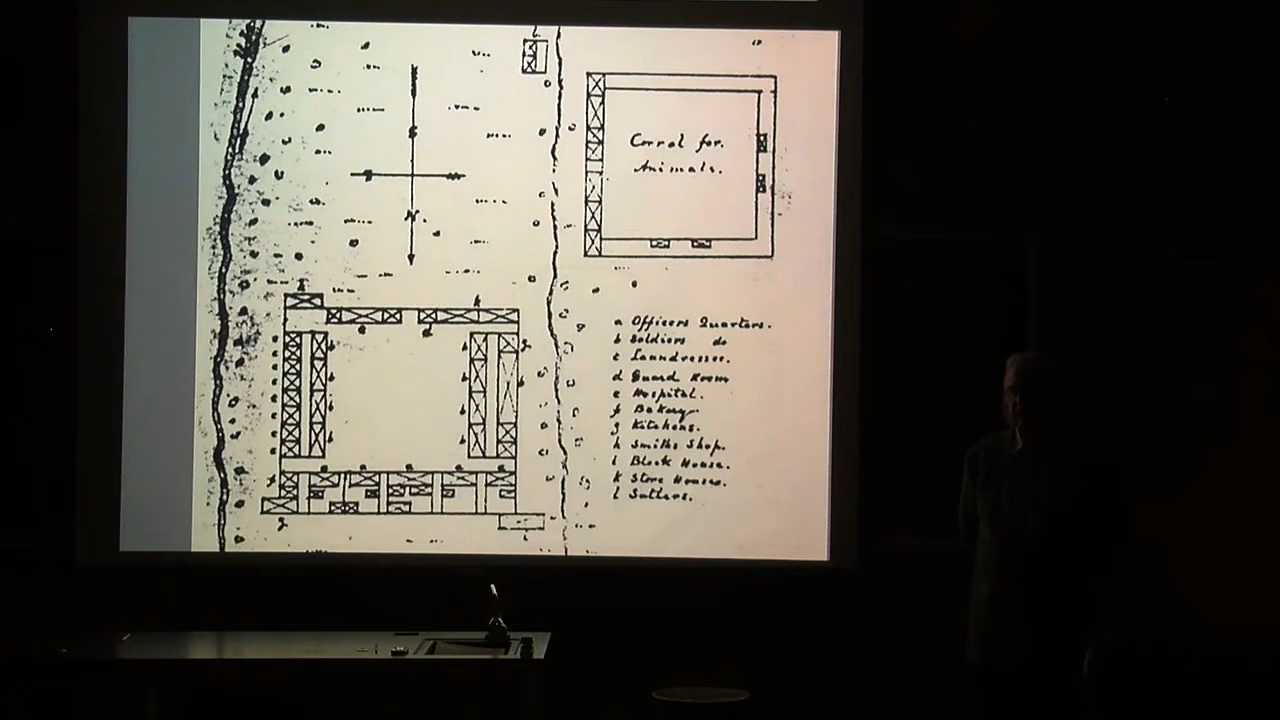 N.
Corral for.
Animals.
a Officers Quarters.
b Soldiers do
c Laundresses.
d Guard Room
e Hospital.
f Bakery
g Kitchens.
h Smiths Shop.
i Block House.
k Store Houses.
l Sutlers.